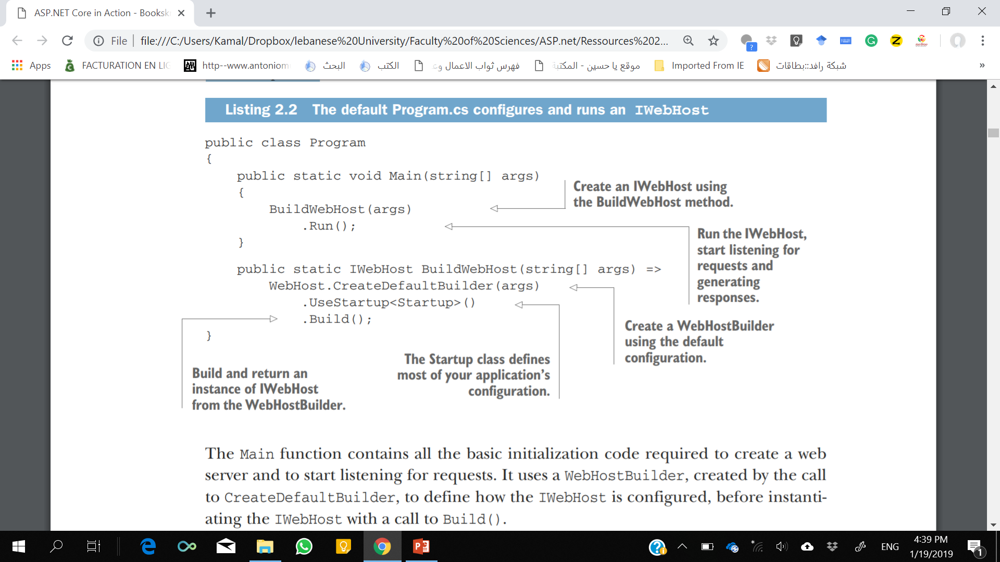 ASP.NET Core in Action - Booksk
File
file:///C:/Users/Kamal/Dropbox/lebanese%20University/Faculty%20of%20Sciences/ASP.net/Ressources%202...
Apps
FACTURATION EN LIG
http--www.antoniom
البحث
الكتب
فهرس ثواب الاعمال وع
موقع يا حسين - المكتبة
Imported From IE
شبكة رافد::بطاقات
»
Listing 2.2 The default Program.cs configures and runs an IWebHost
public class Program
{
public static void Main(string[] args)
{
Create an IWebHost using
the BuildWebHost method.
BuildWebHost(args)
.Run();
}
Run the IWebHost,
start listening for
requests and
generating
responses.
public static IWebHost BuildWebHost(string[] args) =>
WebHost.CreateDefaultBuilder(args)
.UseStartup<Startup>()
.Build();
}
Create a WebHostBuilder
using the default
configuration.
The Startup class defines
most of your application’s
configuration.
Build and return an
instance of IWebHost
from the WebHostBuilder.
The Main function contains all the basic initialization code required to create a web
server and to start listening for requests. It uses a WebHostBuilder, created by the call
to CreateDefaultBuilder, to define how the IWebHost is configured, before instanti-
ating the IWebHost with a call to Build().
ENG
4:39 PM
1/19/2019
1